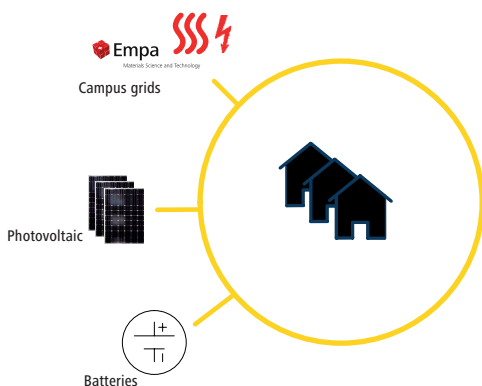 Empa
Materials Science and Technology
Campus grids
Photovoltaic
+
Batteries